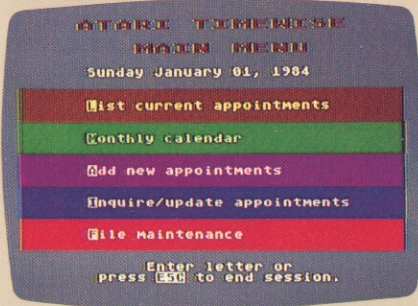 ATARI TIMEWISE
MAIN MENU
Sunday January 01, 1984
List current appointments
Monthly calendar
Add new appointments
Inquire/update appointments
File maintenance
Enter letter or
press ESC to end session.